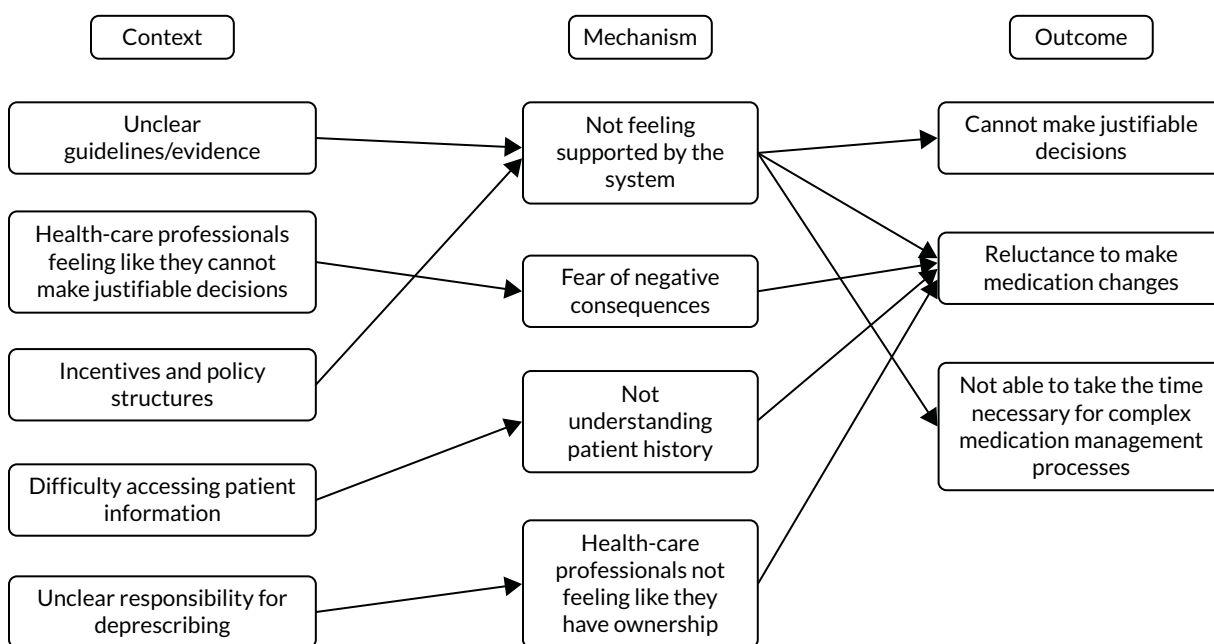 Context
Mechanism
Outcome
Unclear
guidelines/evidence
Health-care professionals
feeling like they cannot
make justifiable decisions
Incentives and policy
structures
Difficulty accessing patient
information
Unclear responsibility for
deprescribing
Not feeling
supported by the
system
Fear of negative
consequences
Not
understanding
patient history
Health-care
professionals not
feeling like they
have ownership
Cannot make justifiable
decisions
Reluctance to make
medication changes
Not able to take the time
necessary for complex
medication management
processes